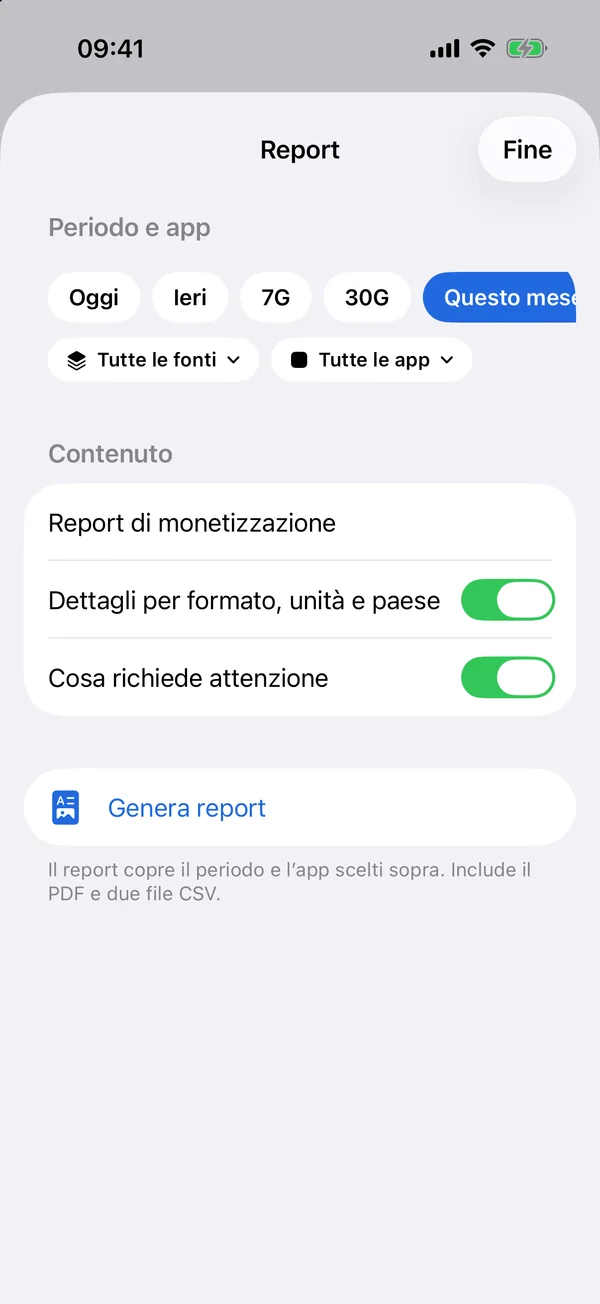 09:41
Report
Fine
Periodo e app
Oggi
Ieri
7G
30G
Questo mese
Tutte le fonti
Tutte le app
Contenuto
Report di monetizzazione
Dettagli per formato, unità e paese
Cosa richiede attenzione
Genera report
Il report copre il periodo e l’app scelti sopra. Include il
PDF e due file CSV.